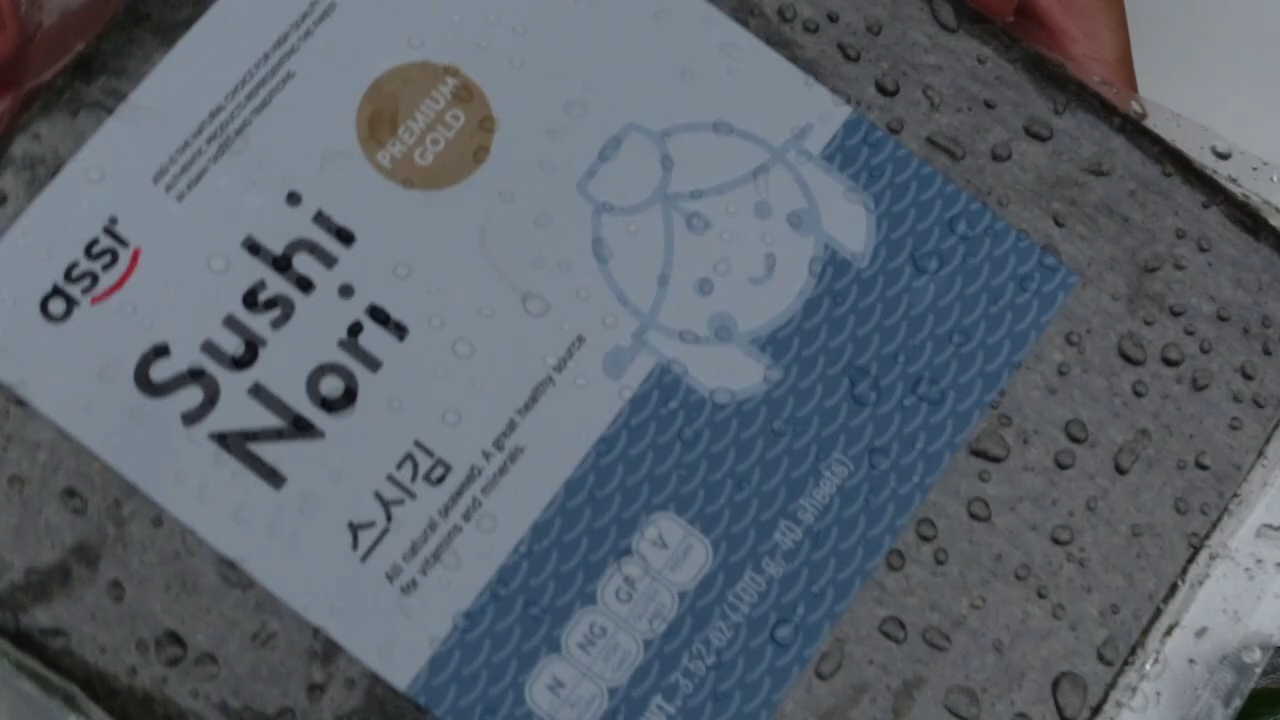 assi
PREMIUM
GOLD
Sushi
Nori
스시김
All natural seaweed. A great healthy source
for vitamins and minerals.
N
NG
GF
V
3.52 oz (100 g, 40 sheets)